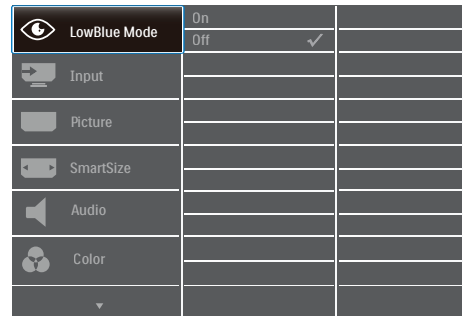 LowBlue Mode
On
Off
Input
Picture
SmartSize
Audio
Color